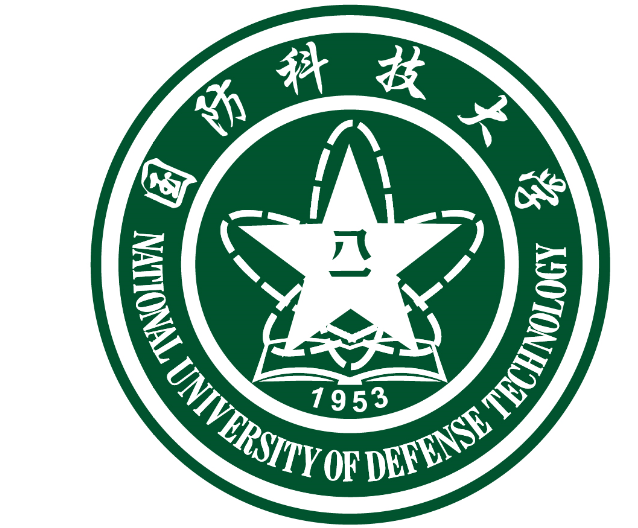 国防科技大学
八一
1953
NATIONAL UNIVERSITY OF DEFENSE TECHNOLOGY